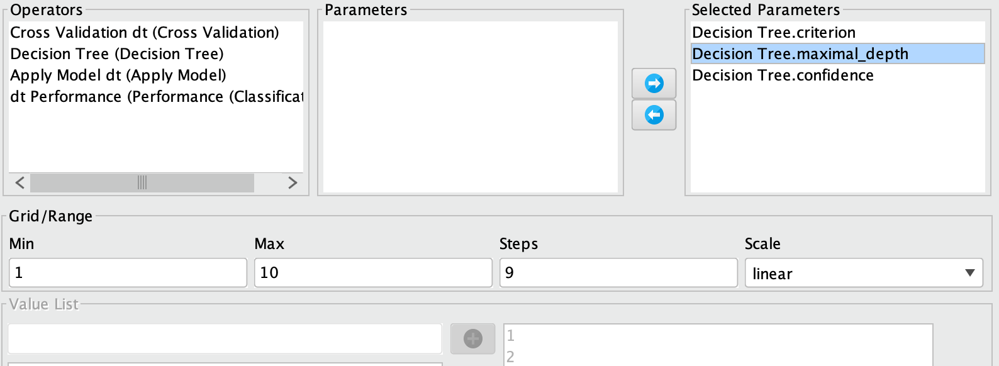 Operators
Cross Validation dt (Cross Validation)
Decision Tree (Decision Tree)
Apply Model dt (Apply Model)
dt Performance (Performance (Classificat
Parameters
Selected Parameters
Decision Tree.criterion
Decision Tree.maximal_depth
Decision Tree.confidence
Grid/Range
Min
Max
Steps
Scale
1
10
9
linear
Value List
1
2